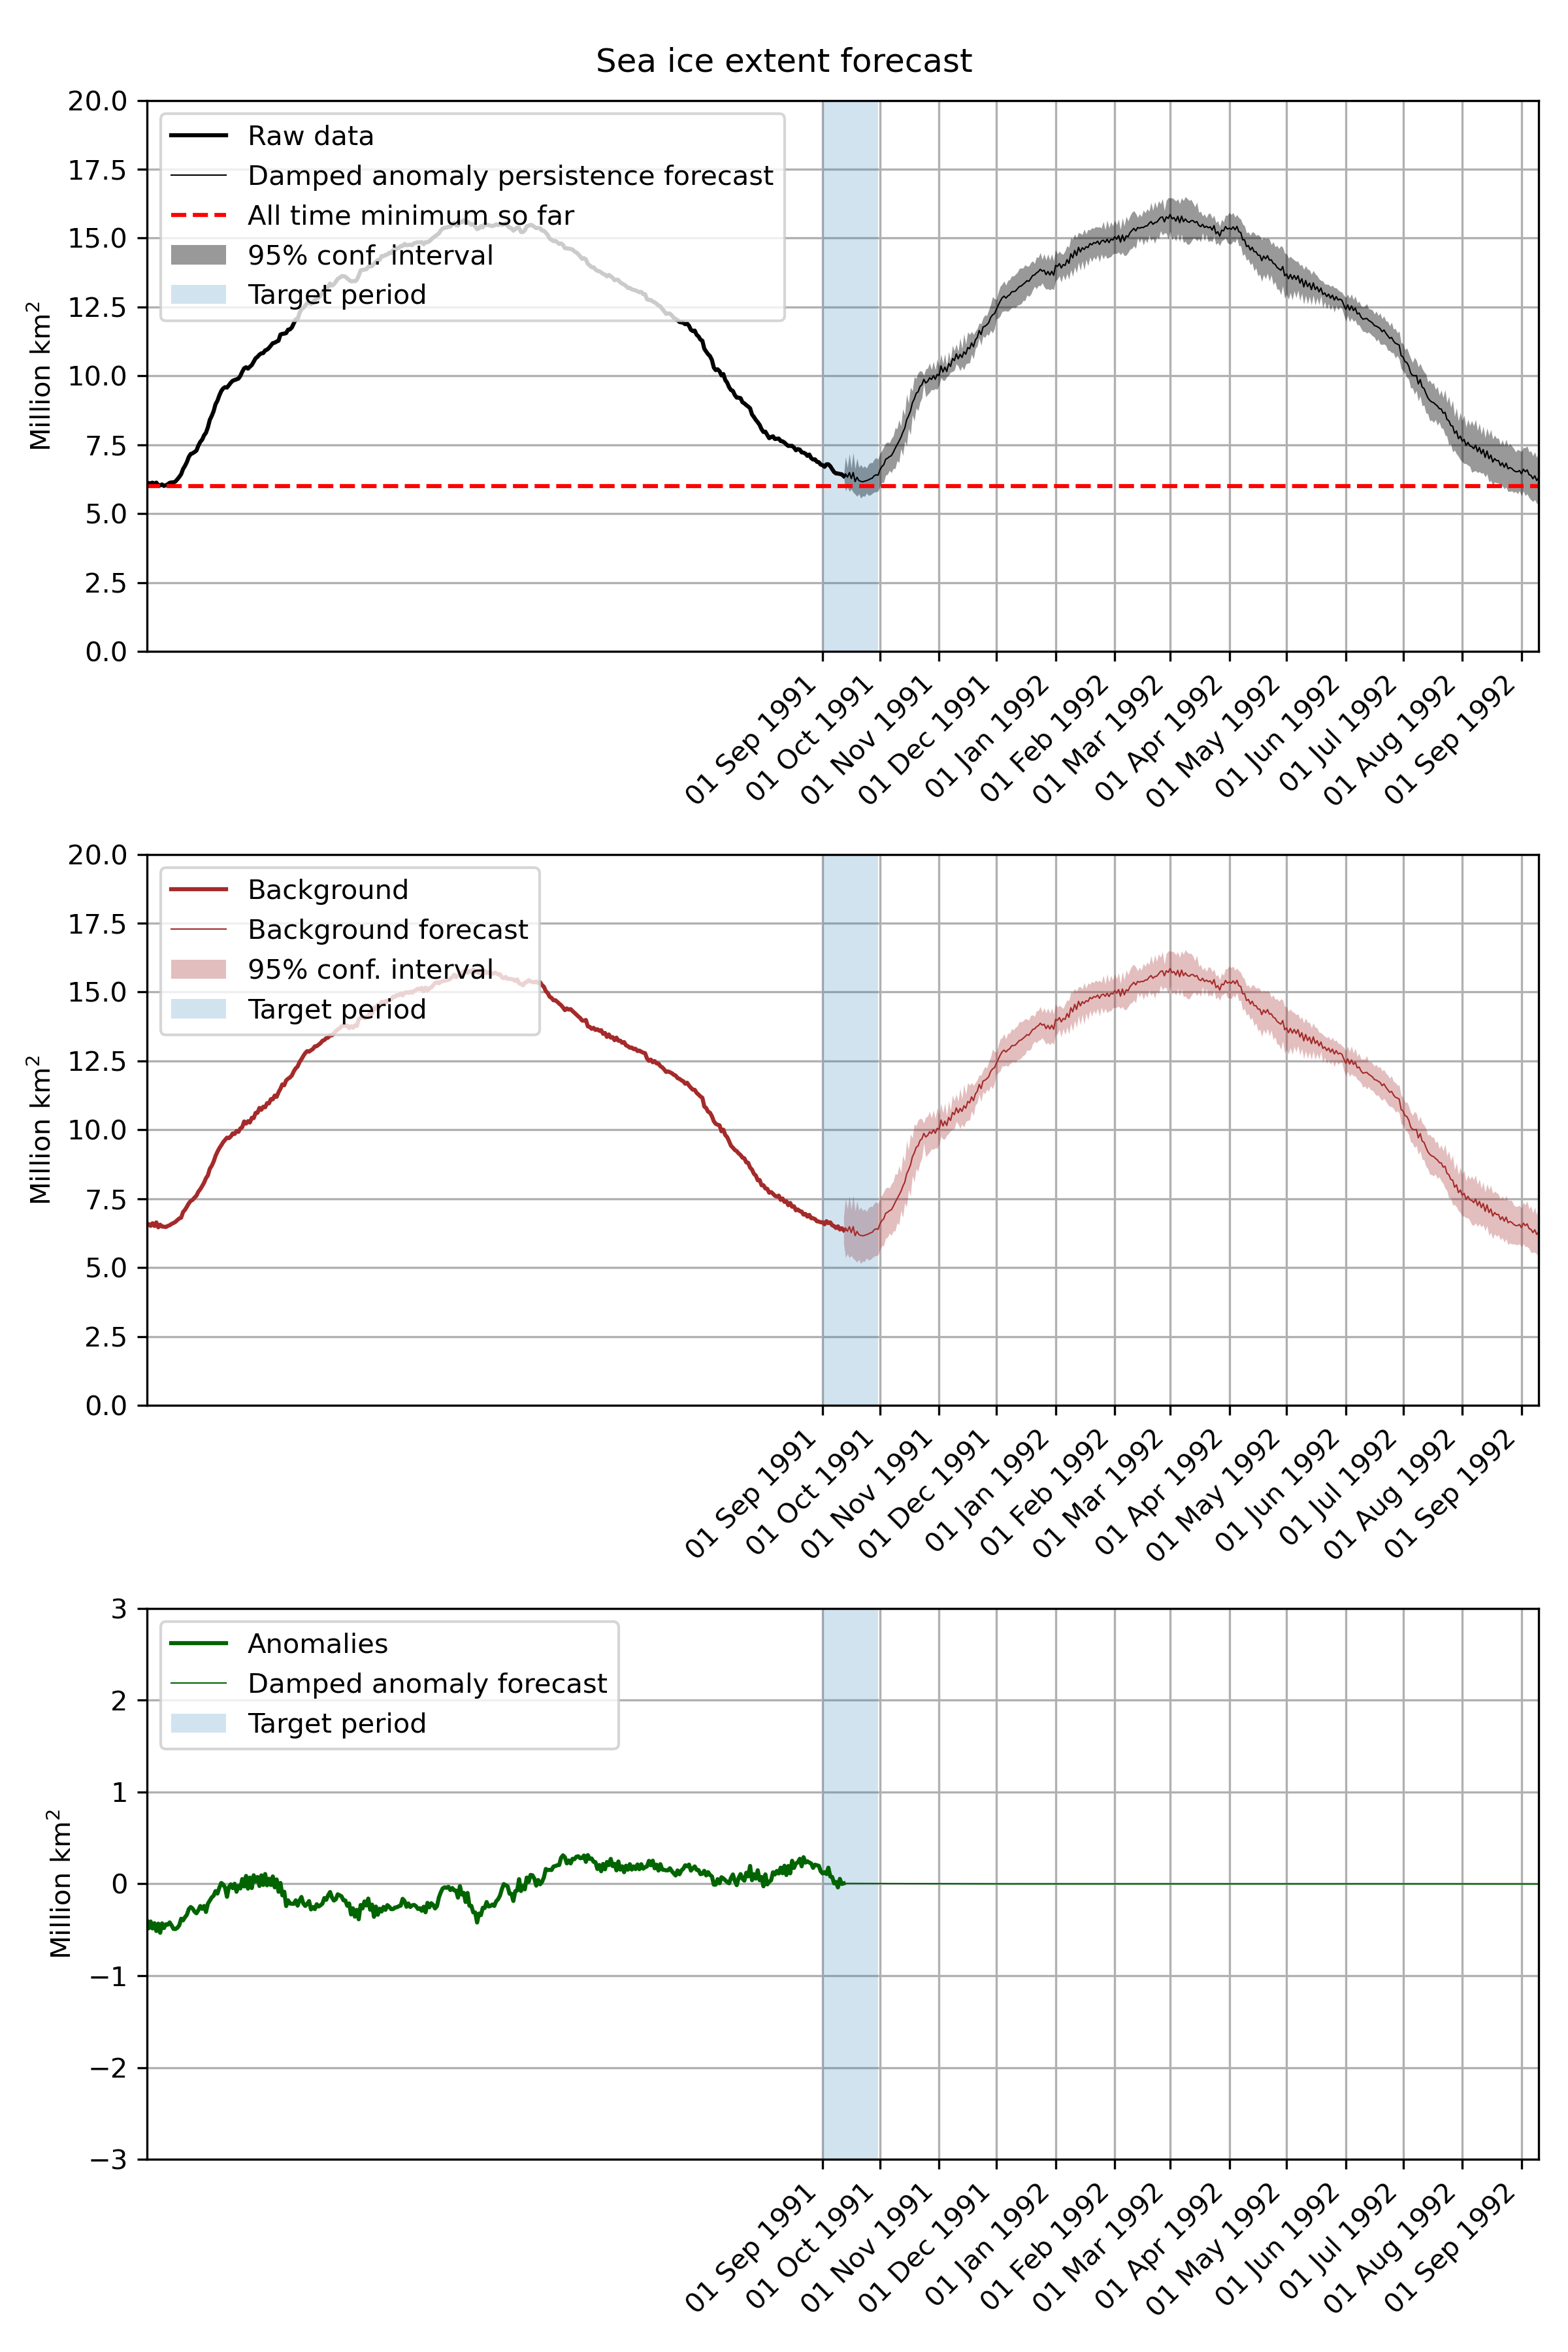 Sea ice extent forecast
20.0
17.5
15.0
12.5
10.0
7.5
5.0
2.5
0.0
Million km²
Raw data
Damped anomaly persistence forecast
All time minimum so far
95% conf. interval
Target period
01 Sep 1991
01 Oct 1991
01 Nov 1991
01 Dec 1991
01 Jan 1992
01 Feb 1992
01 Mar 1992
01 Apr 1992
01 May 1992
01 Jun 1992
01 Jul 1992
01 Aug 1992
01 Sep 1992
20.0
17.5
15.0
12.5
10.0
7.5
5.0
2.5
0.0
Million km²
Background
Background forecast
95% conf. interval
Target period
01 Sep 1991
01 Oct 1991
01 Nov 1991
01 Dec 1991
01 Jan 1992
01 Feb 1992
01 Mar 1992
01 Apr 1992
01 May 1992
01 Jun 1992
01 Jul 1992
01 Aug 1992
01 Sep 1992
3
2
1
0
−1
−2
−3
Million km²
Anomalies
Damped anomaly forecast
Target period
01 Sep 1991
01 Oct 1991
01 Nov 1991
01 Dec 1991
01 Jan 1992
01 Feb 1992
01 Mar 1992
01 Apr 1992
01 May 1992
01 Jun 1992
01 Jul 1992
01 Aug 1992
01 Sep 1992